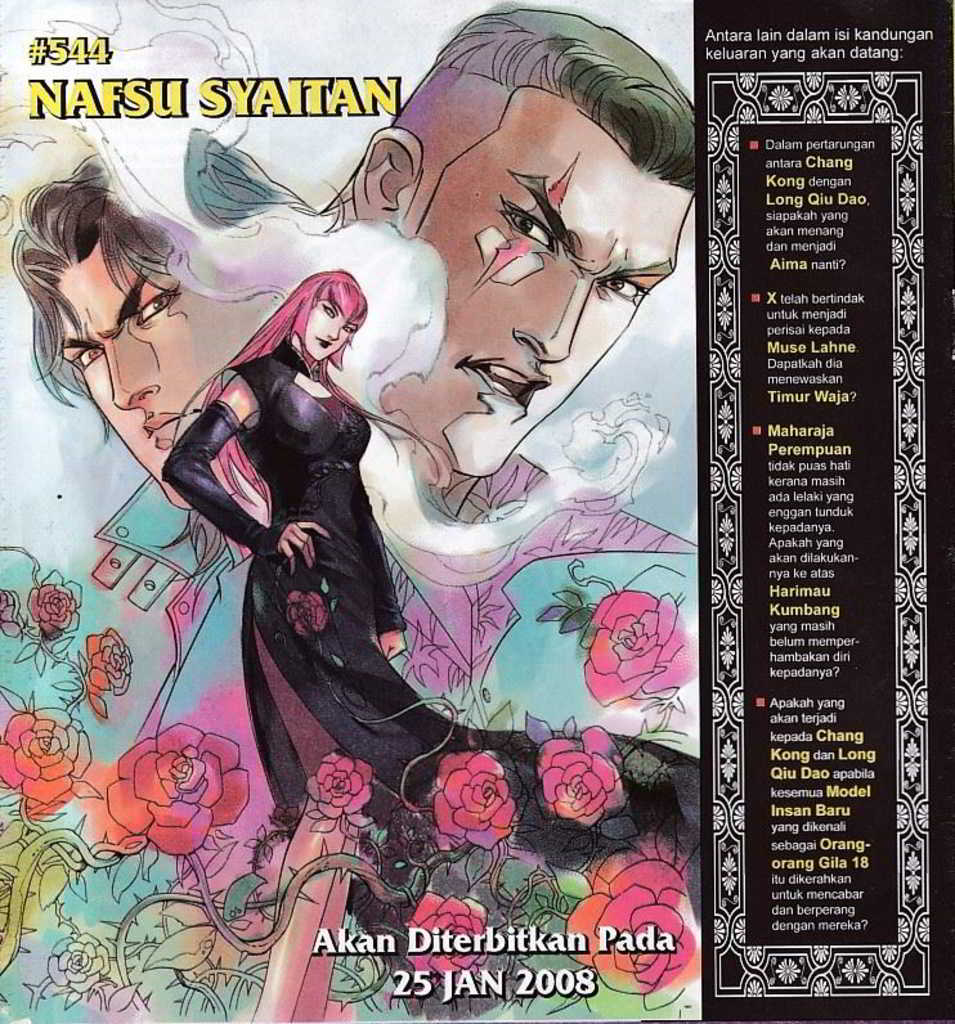 #544
NAFSU SYAITAN
Antara lain dalam isi kandungan
keluaran yang akan datang:
Dalam pertarungan
antara Chang
Kong dengan
Long Qiu Dao,
siapakah yang
akan menang
dan menjadi
Aima nanti?
X telah bertindak
untuk menjadi
perisai kepada
Muse Lahne.
Dapatkah dia
menewaskan
Timur Waja?
Maharaja
Perempuan
tidak puas hati
kerana masih
ada lelaki yang
enggan tunduk
kepadanya.
Apakah yang
akan dilakukan-
nya ke atas
Harimau
Kumbang
yang masih
belum memper-
hambakan diri
kepadanya?
Apakah yang
akan terjadi
kepada Chang
Kong dan Long
Qiu Dao apabila
kesemua Model
Insan Baru
yang dikenali
sebagai Orang-
orang Gila 18
itu dikerahkan
untuk mencabar
dan berperang
dengan mereka?
Akan Diterbitkan Pada
25 JAN 2008